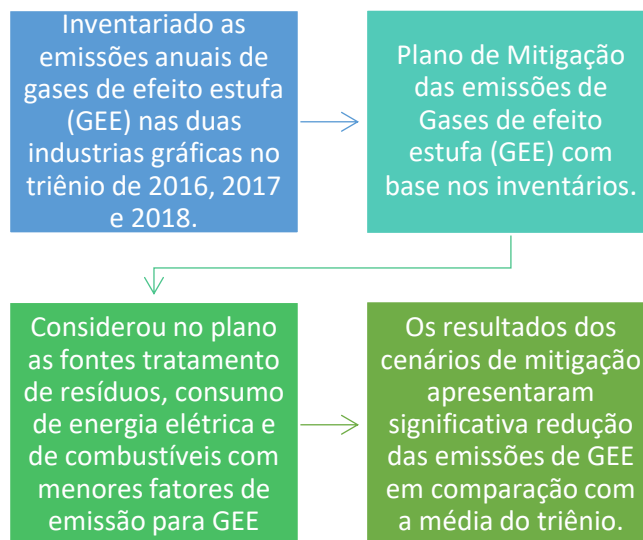 Inventariado as
emissões anuais de
gases de efeito estufa
(GEE) nas duas
industrias gráficas no
triênio de 2016, 2017
e 2018.
Plano de Mitigação
das emissões de
Gases de efeito
estufa (GEE) com
base nos inventários.
Considerou no plano
as fontes tratamento
de resíduos, consumo
de energia elétrica e
de combustíveis com
menores fatores de
emissão para GEE
Os resultados dos
cenários de mitigação
apresentaram
significativa redução
das emissões de GEE
em comparação com
a média do triênio.